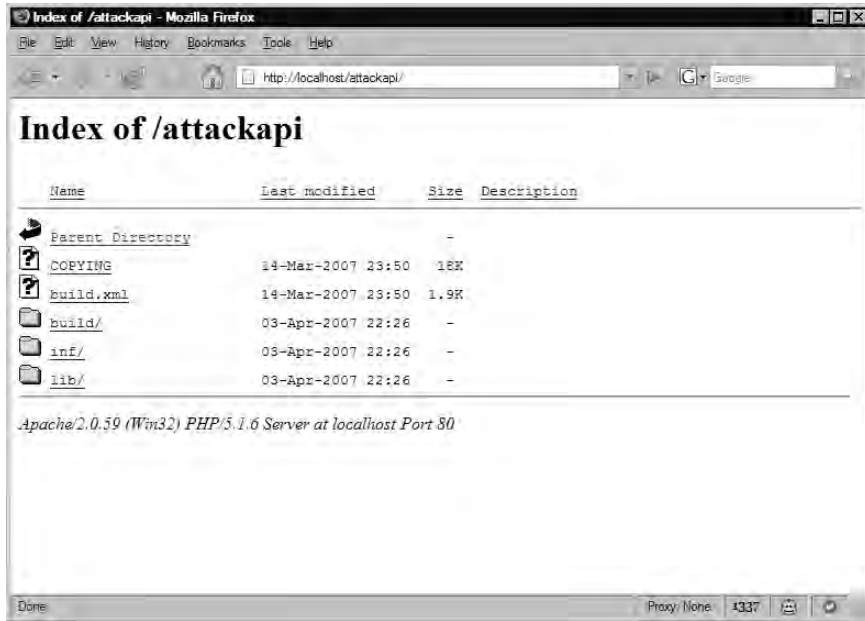 Index of /attackapi - Mozilla Firefox
File Edit View History Bookmarks Tools Help
http://localhost/attackapi/ G Google
Index of /attackapi
Name Last modified Size Description
Parent Directory -
COPYING 14-Mar-2007 23:50 18K
build.xml 14-Mar-2007 23:50 1.9K
build/ 03-Apr-2007 22:26 -
inf/ 03-Apr-2007 22:26 -
lib/ 03-Apr-2007 22:26 -
Apache/2.0.59 (Win32) PHP/5.1.6 Server at localhost Port 80
Done Proxy: None 1337